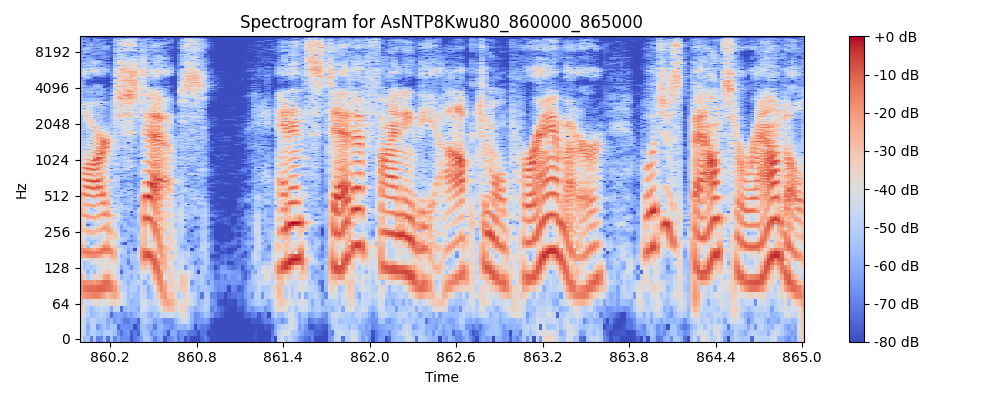 Spectrogram for AsNTP8Kwu80_860000_865000
8192
4096
2048
1024
512
256
128
64
0
Hz
860.2 860.8 861.4 862.0 862.6 863.2 863.8 864.4 865.0
Time
+0 dB
-10 dB
-20 dB
-30 dB
-40 dB
-50 dB
-60 dB
-70 dB
-80 dB